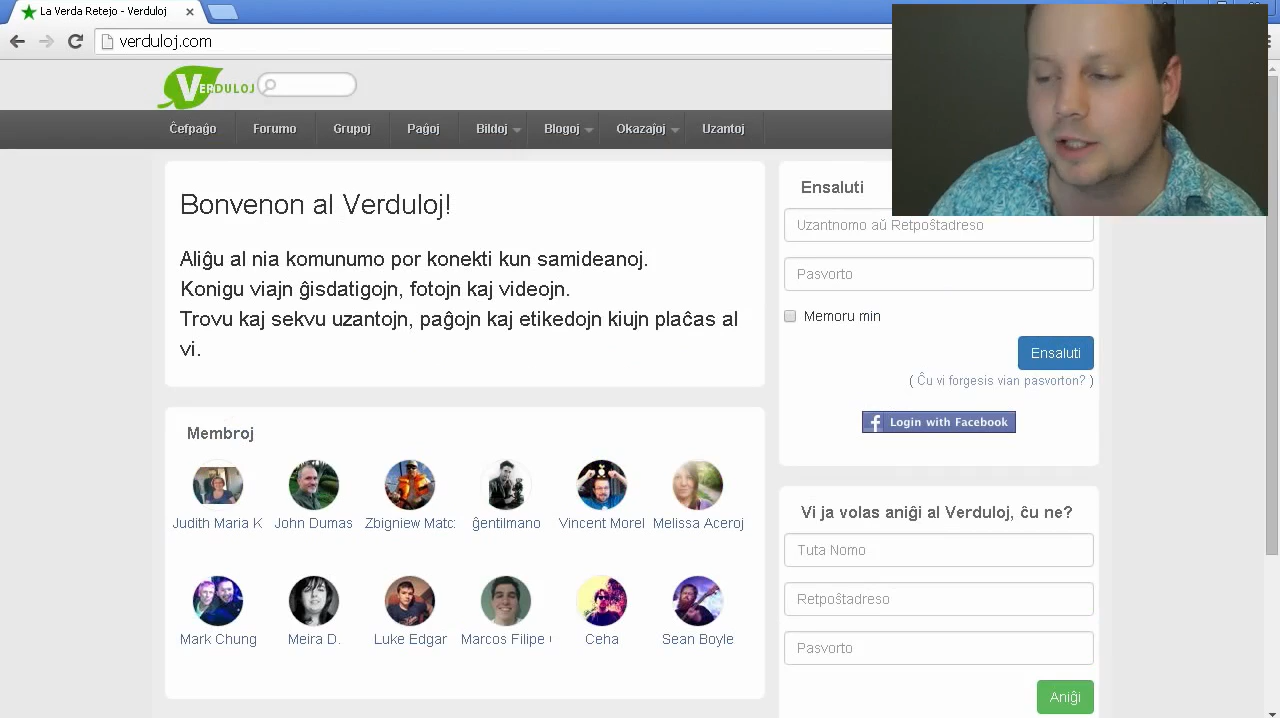 La Verda Retejo - Verduloj
verduloj.com
VERDULOJ
Ĉefpaĝo Forumo Grupoj Paĝoj Bildoj Blogoj Okazaĵoj Uzantoj
Bonvenon al Verduloj!
Aliĝu al nia komunumo por konekti kun samideanoj.
Konigu viajn ĝisdatigojn, fotojn kaj videojn.
Trovu kaj sekvu uzantojn, paĝojn kaj etikedojn kiujn plaĉas al
vi.
Membroj
Judith Maria K John Dumas Zbigniew Vincent Morel Melissa Aceroj
ĝentilmano
Mark Chung Meira D. Luke Edgar Marcos Filipe Ceha Sean Boyle
Ensaluti
Uzantnomo aŭ Retpoŝtadreso
Pasvorto
Memoru min
Ensaluti
( Ĉu vi forgesis vian pasvorton? )
Login with Facebook
Vi ja volas aniĝi al Verduloj, ĉu ne?
Tuta Nomo
Retpoŝtadreso
Pasvorto
Aniĝi